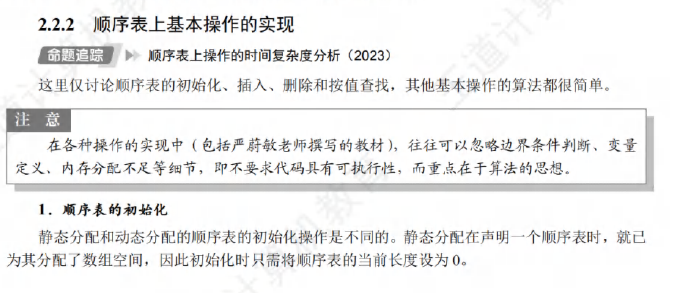 2.2.2 顺序表上基本操作的实现
命题追踪 顺序表上操作的时间复杂度分析（2023）
这里仅讨论顺序表的初始化、插入、删除和按值查找，其他基本操作的算法都很简单。
注 意
在各种操作的实现中（包括严蔚敏老师撰写的教材），往往可以忽略边界条件判断、变量
定义、内存分配不足等细节，即不要求代码具有可执行性，而重点在于算法的思想。
1．顺序表的初始化
静态分配和动态分配的顺序表的初始化操作是不同的。静态分配在声明一个顺序表时，就已
为其分配了数组空间，因此初始化时只需将顺序表的当前长度设为 0。